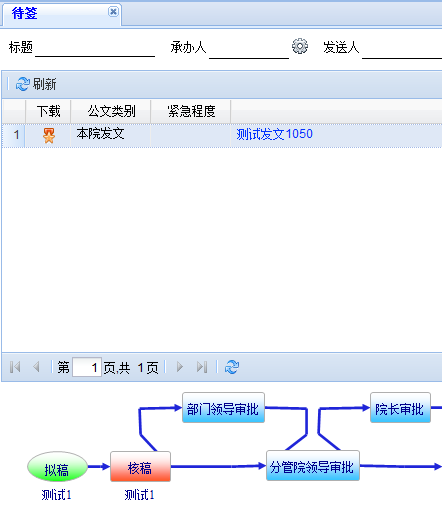 待签
标题 承办人 发送人
刷新
下载 公文类别 紧急程度
1 本院发文 测试发文1050
第 1 页,共 1 页
部门领导审批 院长审批
拟稿 核稿 分管院领导审批
测试1 测试1